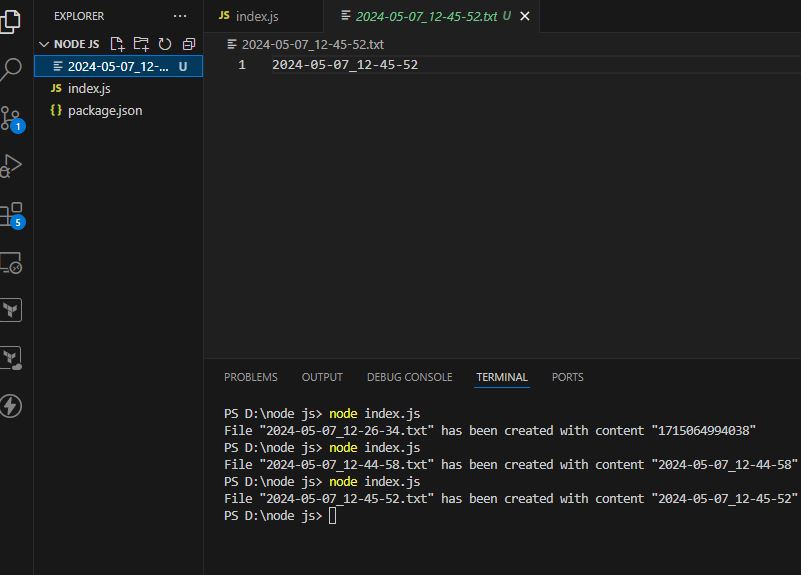 EXPLORER ···
NODE JS
2024-05-07_12-... U
JS index.js
{} package.json
1
5
JS index.js
2024-05-07_12-45-52.txt U
2024-05-07_12-45-52.txt
1 2024-05-07_12-45-52
PROBLEMS OUTPUT DEBUG CONSOLE TERMINAL PORTS
PS D:\node js> node index.js
File "2024-05-07_12-26-34.txt" has been created with content "1715064994038"
PS D:\node js> node index.js
File "2024-05-07_12-44-58.txt" has been created with content "2024-05-07_12-44-58"
PS D:\node js> node index.js
File "2024-05-07_12-45-52.txt" has been created with content "2024-05-07_12-45-52"
PS D:\node js>